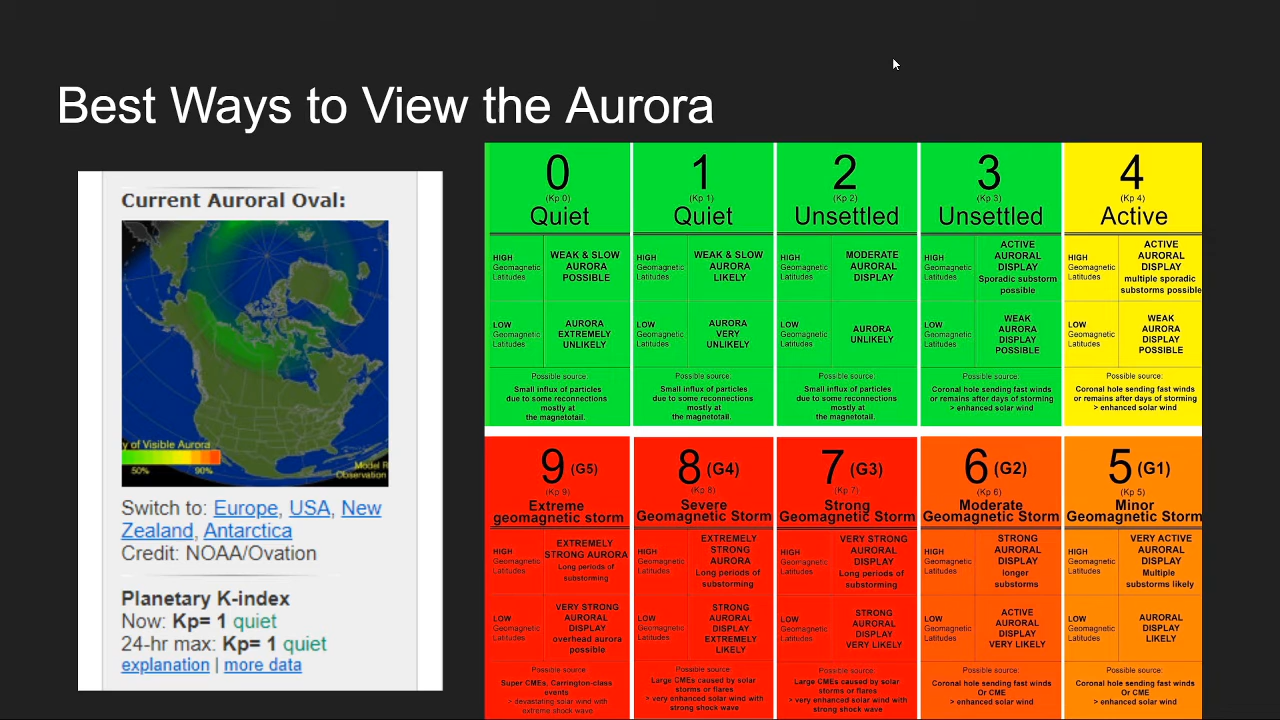 Best Ways to View the Aurora
Current Auroral Oval:
y of Visible Aurora
50% 90%
Model R
Observation
Switch to: Europe, USA, New
Zealand, Antarctica
Credit: NOAA/Ovation
Planetary K-index
Now: Kp= 1 quiet
24-hr max: Kp= 1 quiet
explanation | more data
0
(Kp 0)
Quiet
HIGH
Geomagnetic
Latitudes
WEAK & SLOW
AURORA
POSSIBLE
LOW
Geomagnetic
Latitudes
AURORA
EXTREMELY
UNLIKELY
Possible source:
Small influx of particles
due to some reconnections
mostly at
the magnetotail.
1
(Kp 1)
Quiet
HIGH
Geomagnetic
Latitudes
WEAK & SLOW
AURORA
LIKELY
LOW
Geomagnetic
Latitudes
AURORA
VERY
UNLIKELY
Possible source:
Small influx of particles
due to some reconnections
mostly at
the magnetotail.
2
(Kp 2)
Unsettled
HIGH
Geomagnetic
Latitudes
MODERATE
AURORAL
DISPLAY
LOW
Geomagnetic
Latitudes
AURORA
UNLIKELY
Possible source:
Small influx of particles
due to some reconnections
mostly at
the magnetotail.
3
(Kp 3)
Unsettled
HIGH
Geomagnetic
Latitudes
ACTIVE
AURORAL
DISPLAY
Sporadic substorm
possible
LOW
Geomagnetic
Latitudes
WEAK
AURORA
DISPLAY
POSSIBLE
Possible source:
Coronal hole sending fast winds
or remains after days of storming
> enhanced solar wind
4
(Kp 4)
Active
HIGH
Geomagnetic
Latitudes
ACTIVE
AURORAL
DISPLAY
multiple sporadic
substorms possible
LOW
Geomagnetic
Latitudes
WEAK
AURORA
DISPLAY
POSSIBLE
Possible source:
Coronal hole sending fast winds
or remains after days of storming
> enhanced solar wind
9 (G5)
(Kp 9)
Extreme
geomagnetic storm
HIGH
Geomagnetic
Latitudes
EXTREMELY
STRONG AURORA
Long periods of
substorming
LOW
Geomagnetic
Latitudes
VERY STRONG
AURORAL
DISPLAY
overhead aurora
possible
Possible source:
Super CMEs, Carrington-class
events
> devastating solar wind with
extreme shock wave
8 (G4)
(Kp 8)
Severe
Geomagnetic Storm
HIGH
Geomagnetic
Latitudes
EXTREMELY
STRONG
AURORA
Long periods of
substorming
LOW
Geomagnetic
Latitudes
STRONG
AURORAL
DISPLAY
EXTREMELY
LIKELY
Possible source:
Large CMEs caused by solar
storms or flares
> very enhanced solar wind with
strong shock wave
7 (G3)
(Kp 7)
Strong
Geomagnetic Storm
HIGH
Geomagnetic
Latitudes
VERY STRONG
AURORAL
DISPLAY
Long periods of
substorming
LOW
Geomagnetic
Latitudes
STRONG
AURORAL
DISPLAY
VERY LIKELY
Possible source:
Large CMEs caused by solar
storms or flares
> very enhanced solar wind with
strong shock wave
6 (G2)
(Kp 6)
Moderate
Geomagnetic Storm
HIGH
Geomagnetic
Latitudes
STRONG
AURORAL
DISPLAY
longer
substorms
LOW
Geomagnetic
Latitudes
ACTIVE
AURORAL
DISPLAY
VERY LIKELY
Possible source:
Coronal hole sending fast winds
Or CME
> enhanced solar wind
5 (G1)
(Kp 5)
Minor
Geomagnetic Storm
HIGH
Geomagnetic
Latitudes
VERY ACTIVE
AURORAL
DISPLAY
Multiple
substorms likely
LOW
Geomagnetic
Latitudes
AURORAL
DISPLAY
LIKELY
Possible source:
Coronal hole sending fast winds
Or CME
> enhanced solar wind